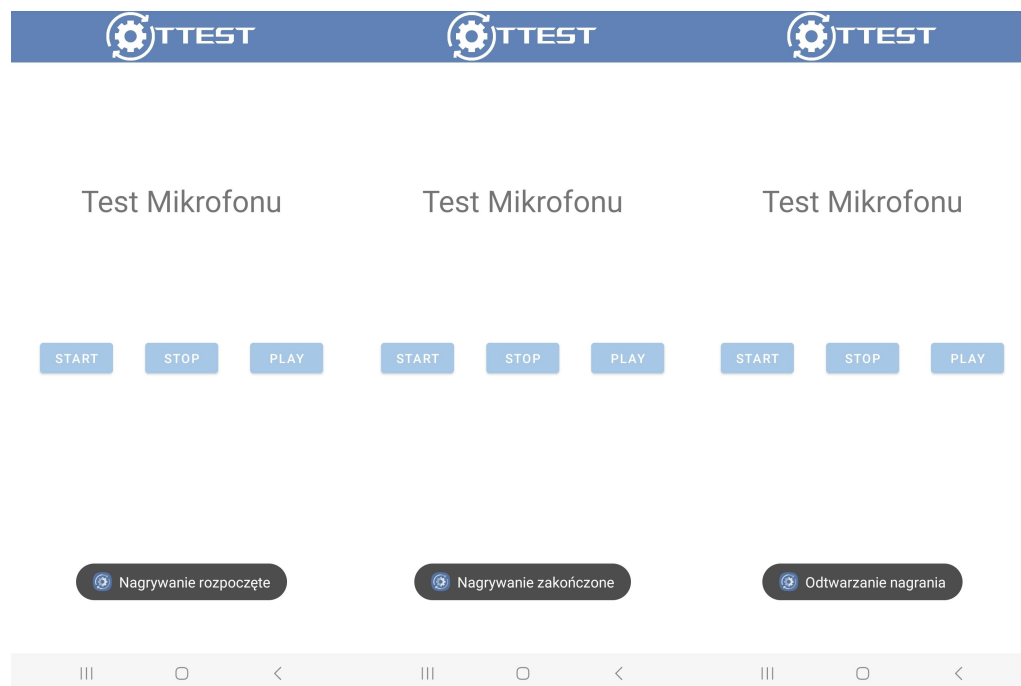 TTEST
Test Mikrofonu
START STOP PLAY
Nagrywanie rozpoczęte
TTEST
Test Mikrofonu
START STOP PLAY
Nagrywanie zakończone
TTEST
Test Mikrofonu
START STOP PLAY
Odtwarzanie nagrania